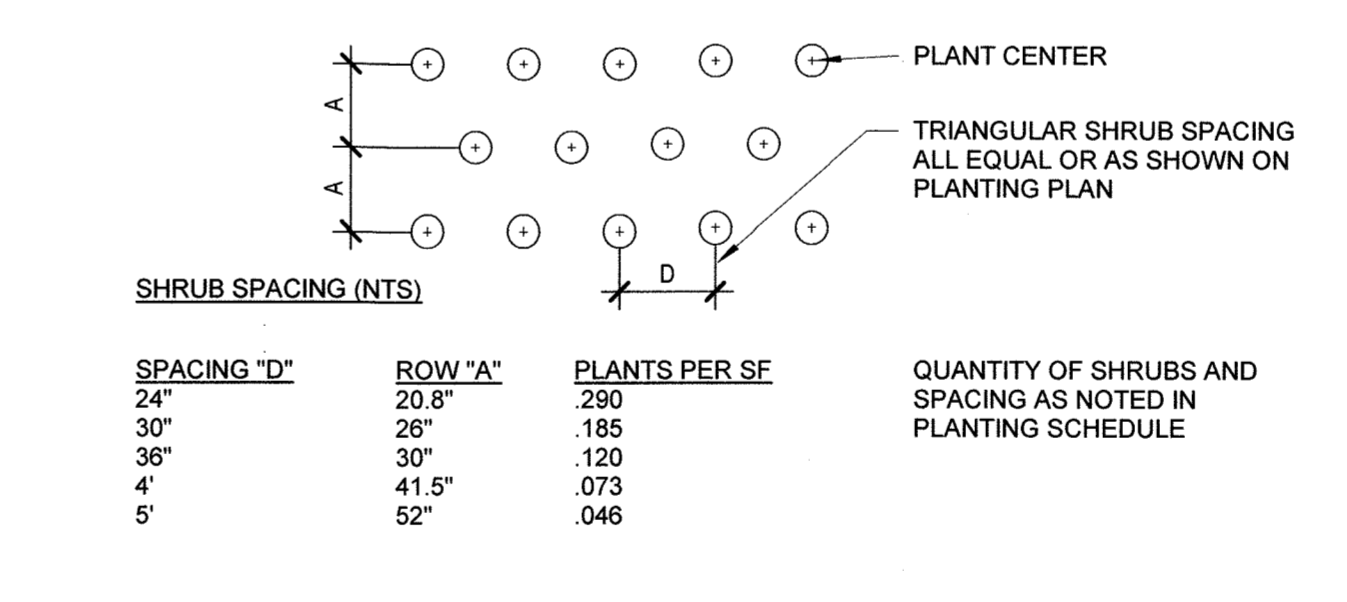 PLANT CENTER
A
TRIANGULAR SHRUB SPACING
ALL EQUAL OR AS SHOWN ON
PLANTING PLAN
A
D
SHRUB SPACING (NTS)
SPACING "D" ROW "A" PLANTS PER SF
24" 20.8" .290
30" 26" .185
36" 30" .120
4' 41.5" .073
5' 52" .046
QUANTITY OF SHRUBS AND
SPACING AS NOTED IN
PLANTING SCHEDULE